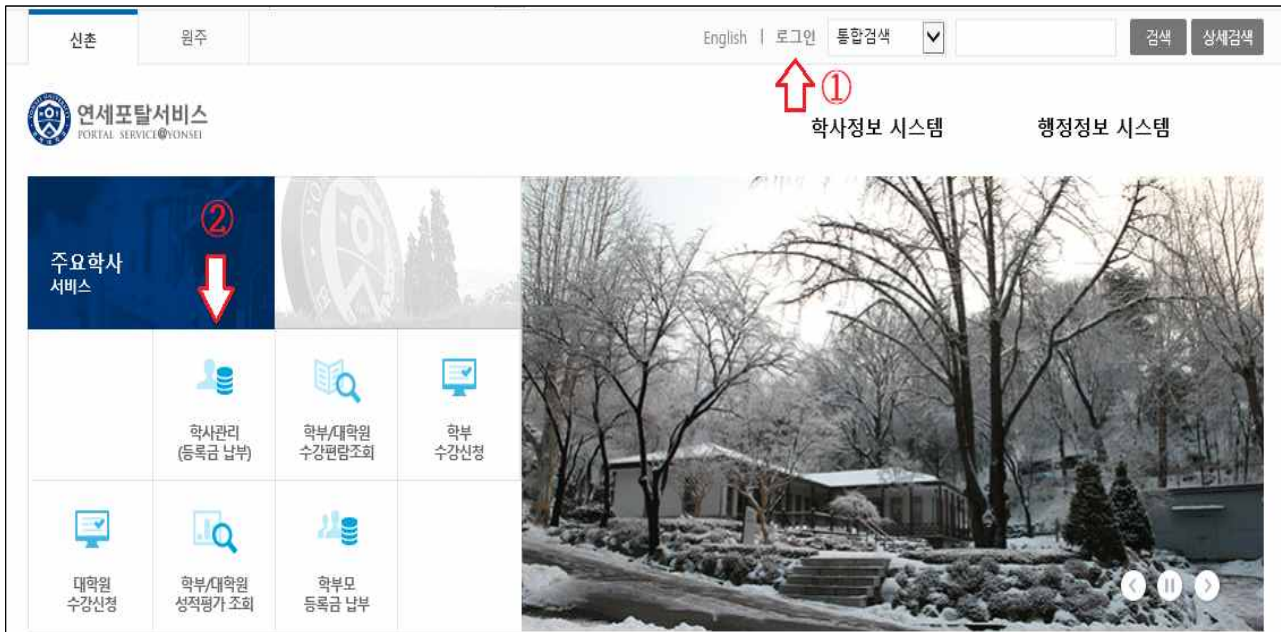 신촌
원주
English | 로그인
통합검색
검색
상세검색
①
연세포탈서비스
PORTAL SERVICE@YONSEI
학사정보 시스템
행정정보 시스템
②
주요학사
서비스
학사관리
(등록금 납부)
학부/대학원
수강편람조회
학부
수강신청
대학원
수강신청
학부/대학원
성적평가 조회
학부모
등록금 납부